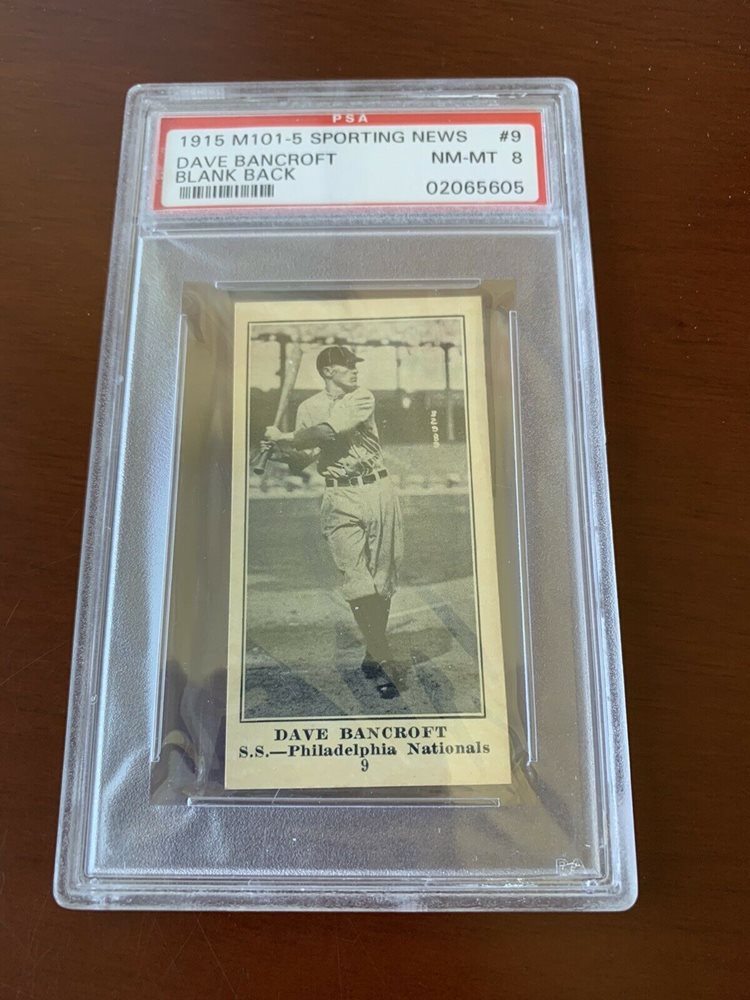 PSA
1915 M101-5 SPORTING NEWS #9
DAVE BANCROFT NM-MT 8
BLANK BACK 02065605
DAVE BANCROFT
S.S.—Philadelphia Nationals
9
PSA